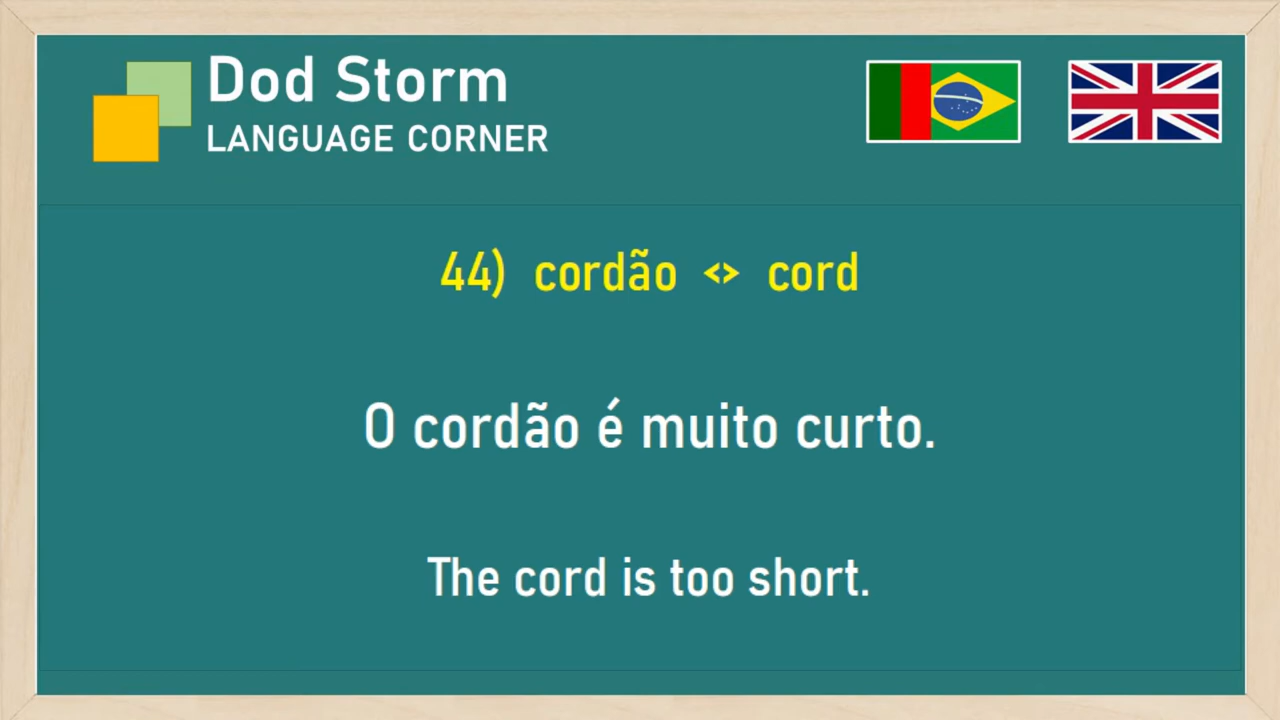 Dod Storm
LANGUAGE CORNER
44) cordão <> cord
O cordão é muito curto.
The cord is too short.